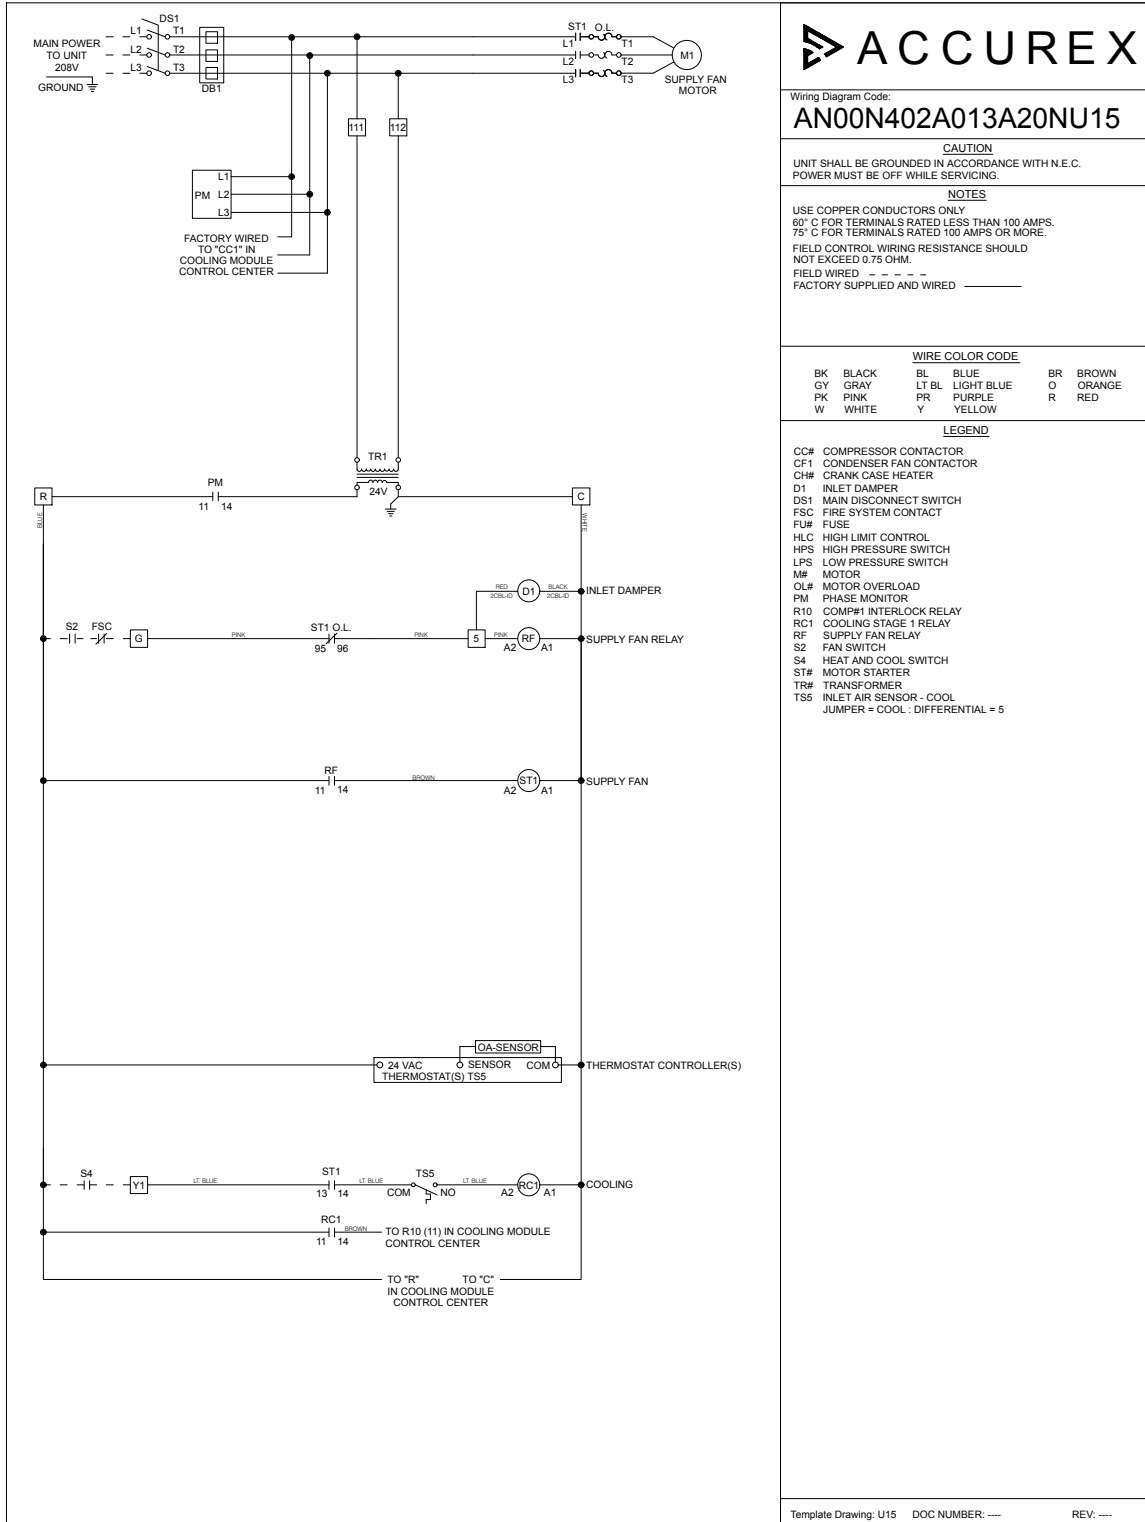 DS1
MAIN POWER
TO UNIT
208V
GROUND
L1
T1
L2
T2
L3
T3
DB1
ST1 O.L.
L1
T1
L2
T2
L3
T3
M1
SUPPLY FAN
MOTOR
111
112
PM
L1
L2
L3
FACTORY WIRED
TO "CC1" IN
COOLING MODULE
CONTROL CENTER
TR1
24V
R
PM
11 14
C
BLUE
WHITE
RED
2CBL-ID
D1
BLACK
2CBL-ID
INLET DAMPER
S2 FSC
G
PINK
ST1 O.L.
95 96
PINK
5
PINK
A2
RF
A1
SUPPLY FAN RELAY
RF
11 14
BROWN
A2
ST1
A1
SUPPLY FAN
OA-SENSOR
24 VAC SENSOR COM
THERMOSTAT(S) TS5
THERMOSTAT CONTROLLER(S)
S4
Y1
LT. BLUE
ST1
13 14
LT BLUE
TS5
COM NO
LT BLUE
A2
RC1
A1
COOLING
RC1
11 14
BROWN
TO R10 (11) IN COOLING MODULE
CONTROL CENTER
TO "R" TO "C"
IN COOLING MODULE
CONTROL CENTER
ACCUREX
Wiring Diagram Code:
AN00N402A013A20NU15
CAUTION
UNIT SHALL BE GROUNDED IN ACCORDANCE WITH N.E.C.
POWER MUST BE OFF WHILE SERVICING.
NOTES
USE COPPER CONDUCTORS ONLY
60° C FOR TERMINALS RATED LESS THAN 100 AMPS.
75° C FOR TERMINALS RATED 100 AMPS OR MORE.
FIELD CONTROL WIRING RESISTANCE SHOULD
NOT EXCEED 0.75 OHM.
FIELD WIRED
FACTORY SUPPLIED AND WIRED
WIRE COLOR CODE
BK BLACK BL BLUE BR BROWN
GY GRAY LT BL LIGHT BLUE O ORANGE
PK PINK PR PURPLE R RED
W WHITE Y YELLOW
LEGEND
CC# COMPRESSOR CONTACTOR
CF1 CONDENSER FAN CONTACTOR
CH# CRANK CASE HEATER
D1 INLET DAMPER
DS1 MAIN DISCONNECT SWITCH
FSC FIRE SYSTEM CONTACT
FU# FUSE
HLC HIGH LIMIT CONTROL
HPS HIGH PRESSURE SWITCH
LPS LOW PRESSURE SWITCH
M# MOTOR
OL# MOTOR OVERLOAD
PM PHASE MONITOR
R10 COMP#1 INTERLOCK RELAY
RC1 COOLING STAGE 1 RELAY
RF SUPPLY FAN RELAY
S2 FAN SWITCH
S4 HEAT AND COOL SWITCH
ST# MOTOR STARTER
TR# TRANSFORMER
TS5 INLET AIR SENSOR - COOL
JUMPER = COOL : DIFFERENTIAL = 5
Template Drawing: U15 DOC NUMBER: ---- REV: ----